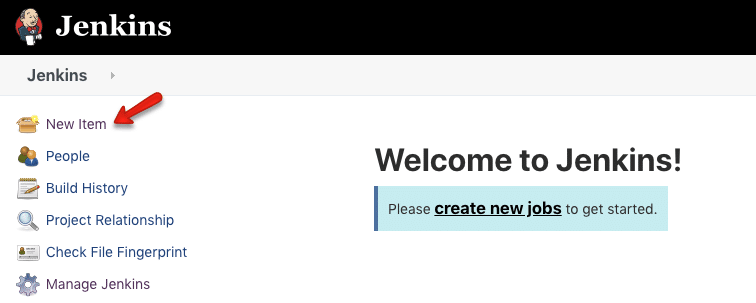 Jenkins
Jenkins
New Item
People
Build History
Project Relationship
Check File Fingerprint
Manage Jenkins
Welcome to Jenkins!
Please create new jobs to get started.